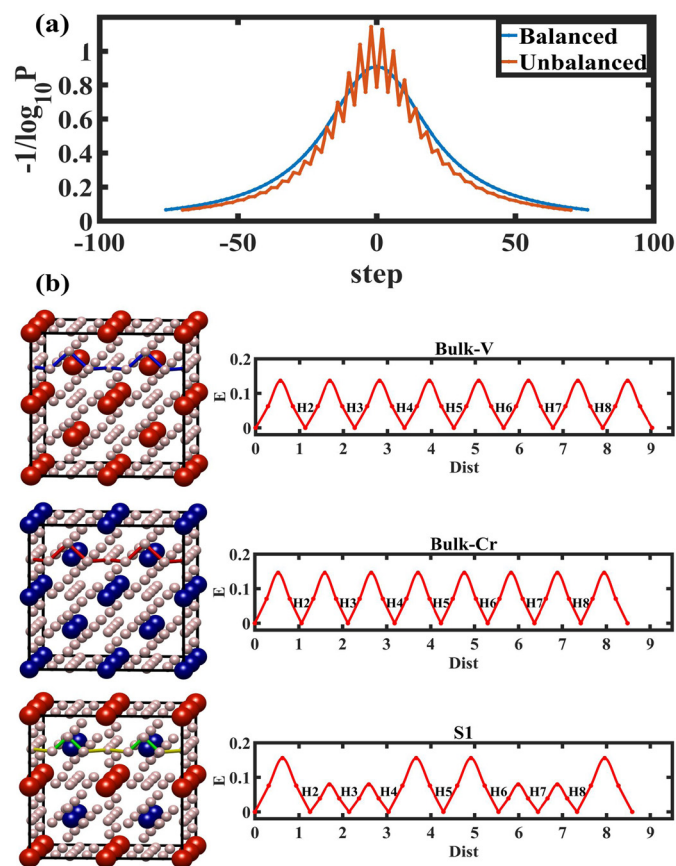 (a)
-1/log10P
1
0.8
0.6
0.4
0.2
0
Balanced
Unbalanced
-100 -50 0 50 100
step
(b)
Bulk-V
E
0.2
0.1
0
H2 H3 H4 H5 H6 H7 H8
0 1 2 3 4 5 6 7 8 9
Dist
Bulk-Cr
E
0.2
0.1
0
H2 H3 H4 H5 H6 H7 H8
0 1 2 3 4 5 6 7 8 9
Dist
S1
E
0.2
0.1
0
H2 H3 H4 H5 H6 H7 H8
0 1 2 3 4 5 6 7 8 9
Dist